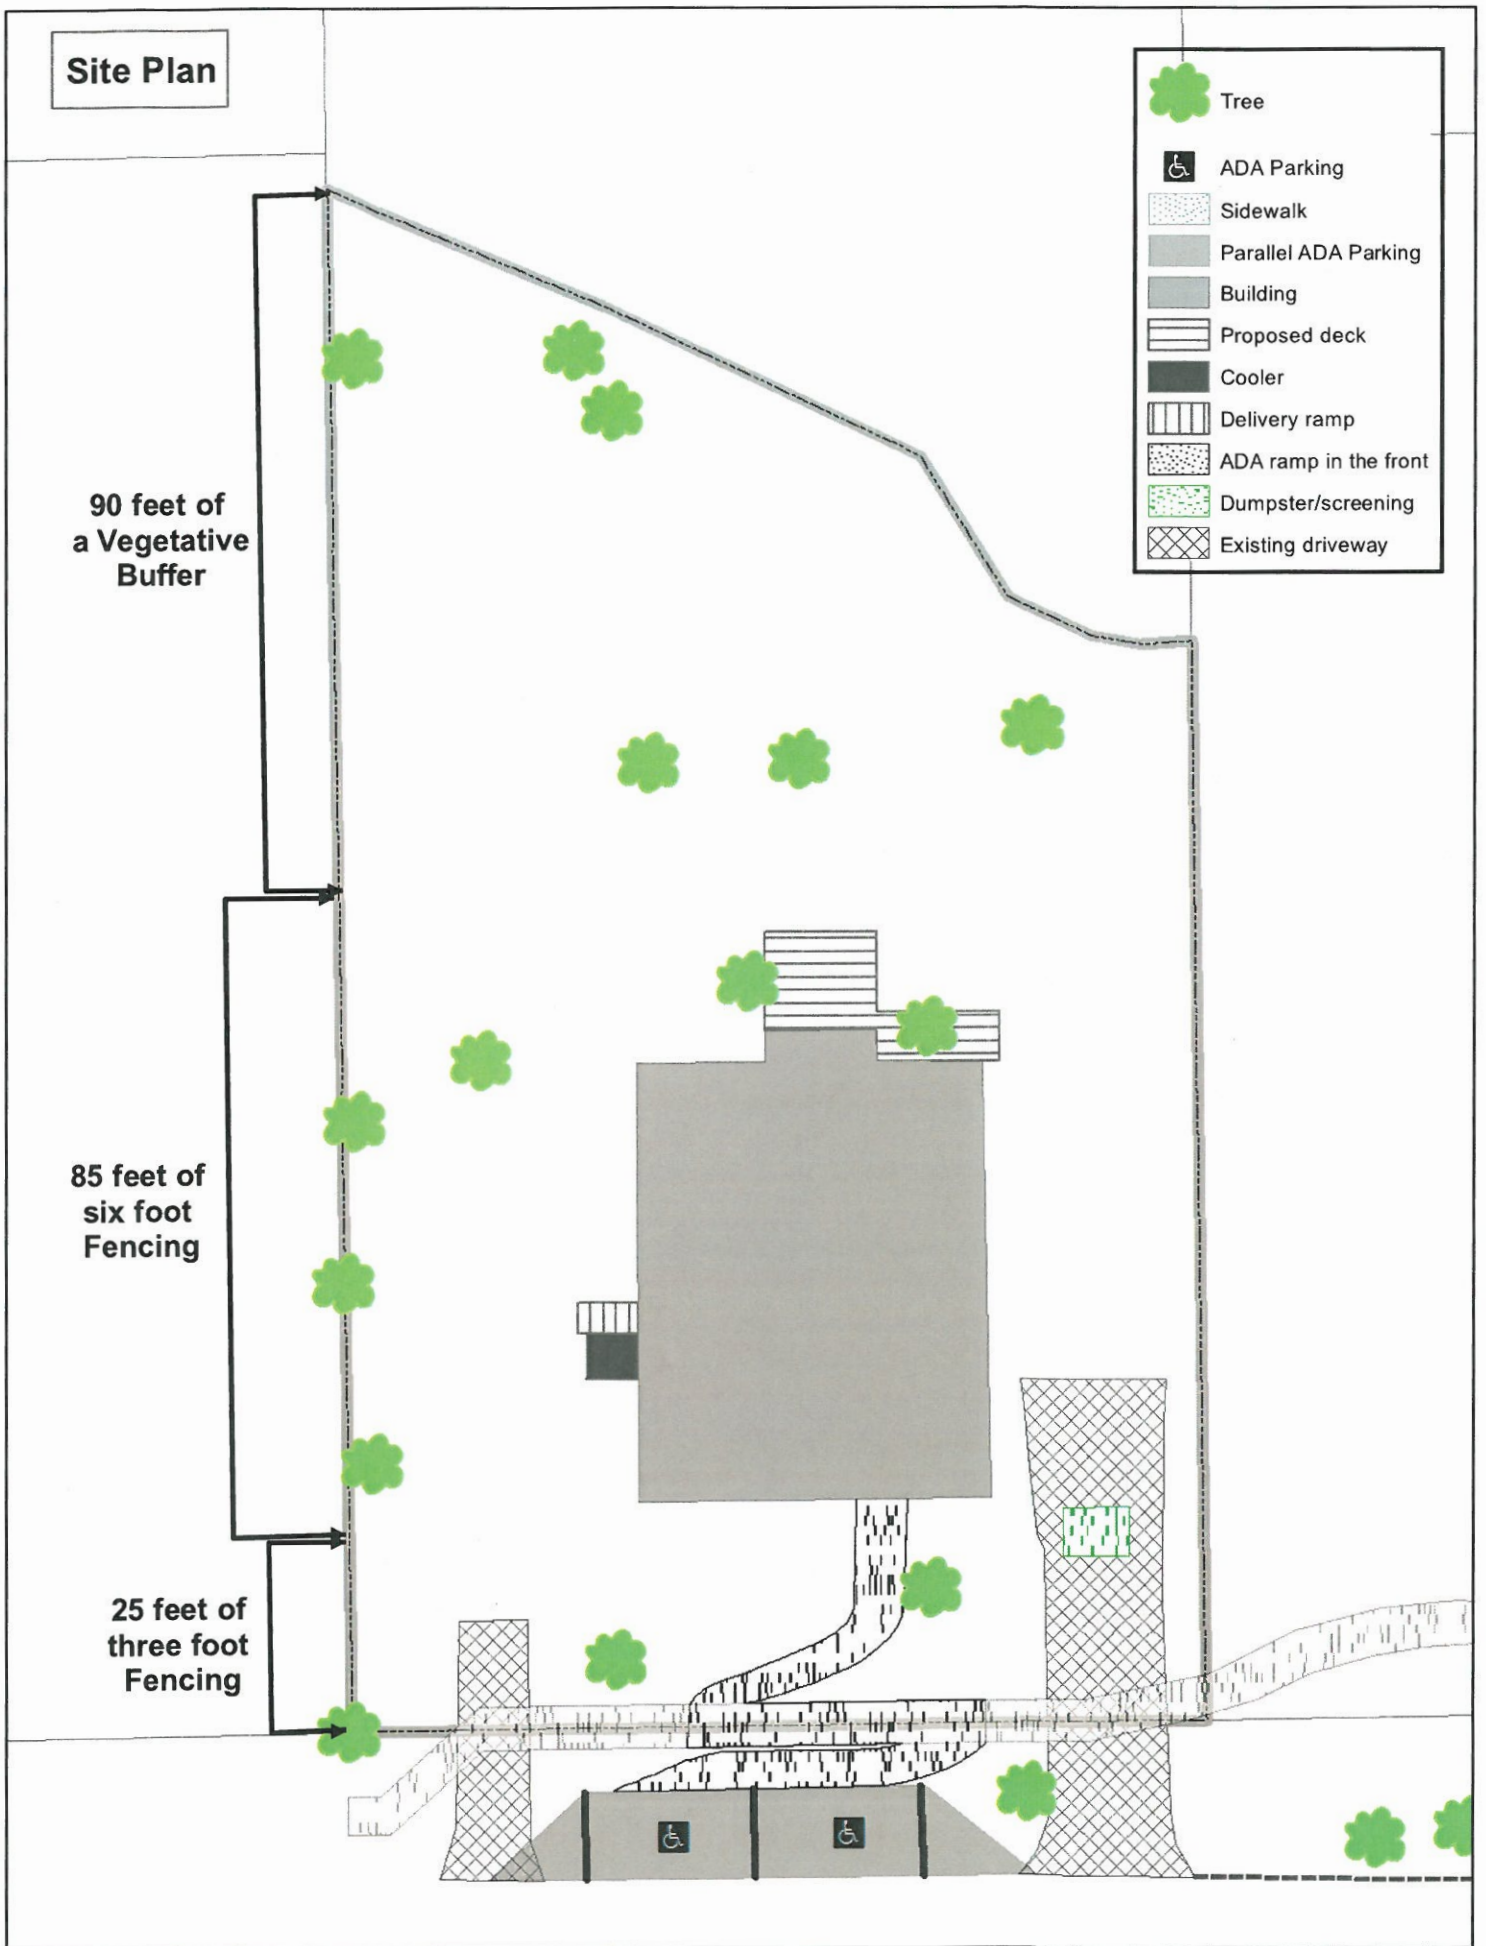 Site Plan
Tree
ADA Parking
Sidewalk
Parallel ADA Parking
Building
Proposed deck
Cooler
Delivery ramp
ADA ramp in the front
Dumpster/screening
Existing driveway
90 feet of
a Vegetative
Buffer
85 feet of
six foot
Fencing
25 feet of
three foot
Fencing